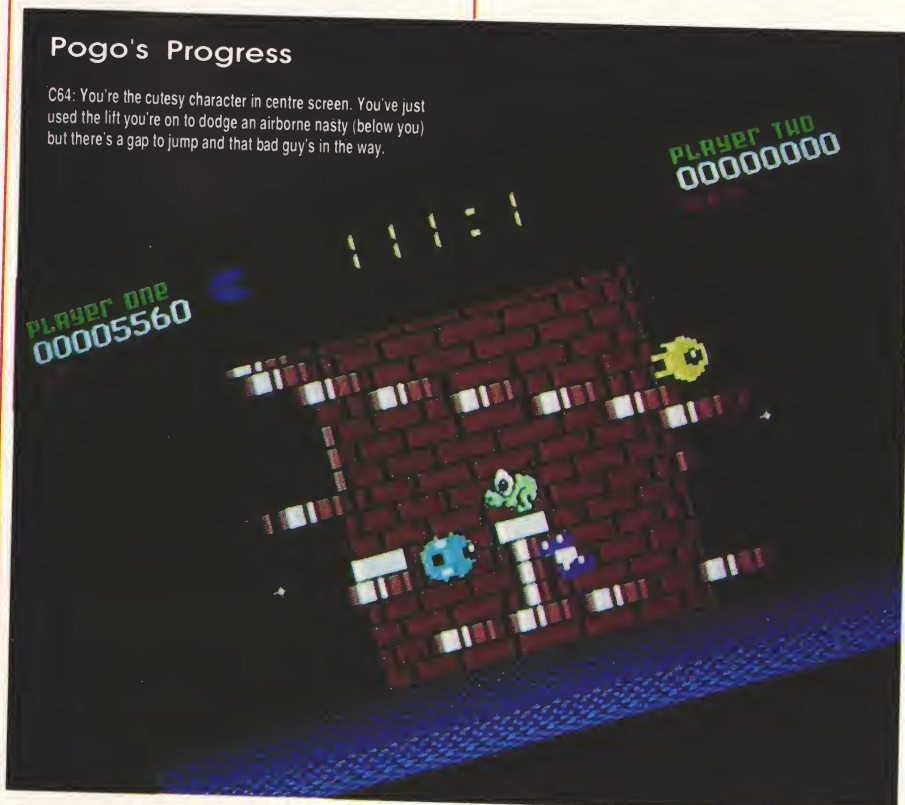 Pogo's Progress
C64: You're the cutesy character in centre screen. You've just
used the lift you're on to dodge an airborne nasty (below you)
but there's a gap to jump and that bad guy's in the way.
PLAYER TWO
00000000
111:1
PLAYER ONE
00005560